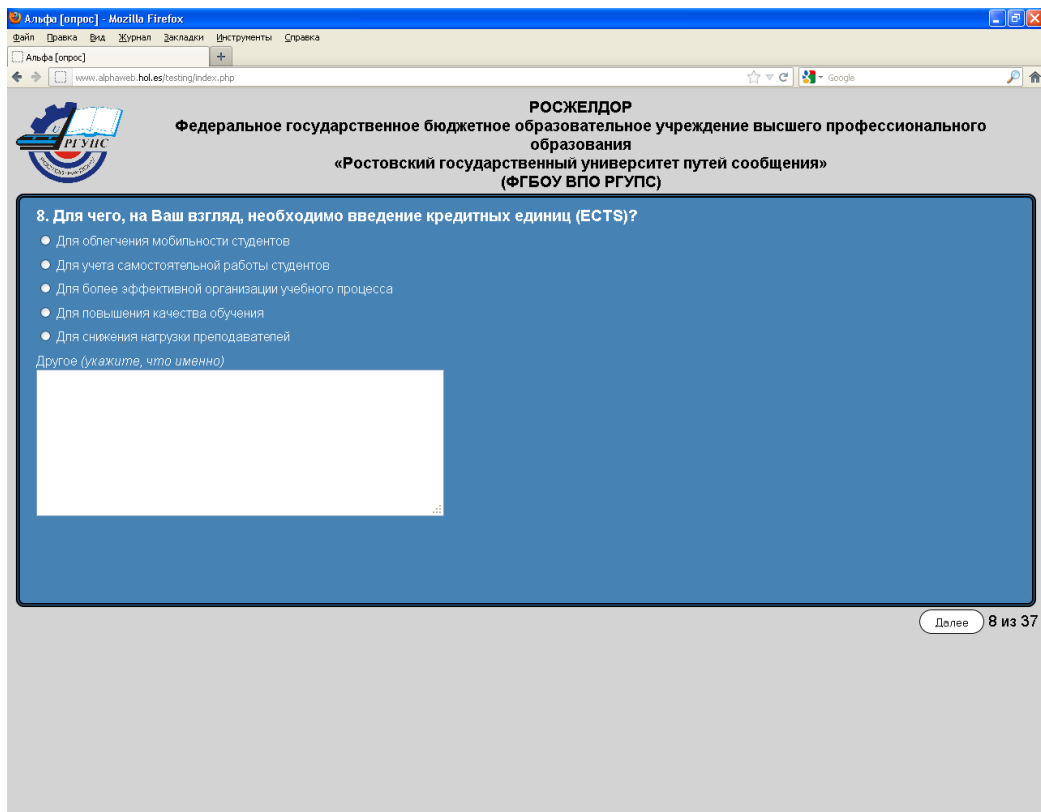 Альфа [опрос] - Mozilla Firefox
Файл Правка Вид Журнал Закладки Инструменты Справка
Альфа [опрос] +
www.alphaweb.hol.es/testing/index.php Google
РГУПС
РОСЖЕЛДОР
Федеральное государственное бюджетное образовательное учреждение высшего профессионального
образования
«Ростовский государственный университет путей сообщения»
(ФГБОУ ВПО РГУПС)
8. Для чего, на Ваш взгляд, необходимо введение кредитных единиц (ECTS)?
Для облегчения мобильности студентов
Для учета самостоятельной работы студентов
Для более эффективной организации учебного процесса
Для повышения качества обучения
Для снижения нагрузки преподавателей
Другое (укажите, что именно)
Далее 8 из 37